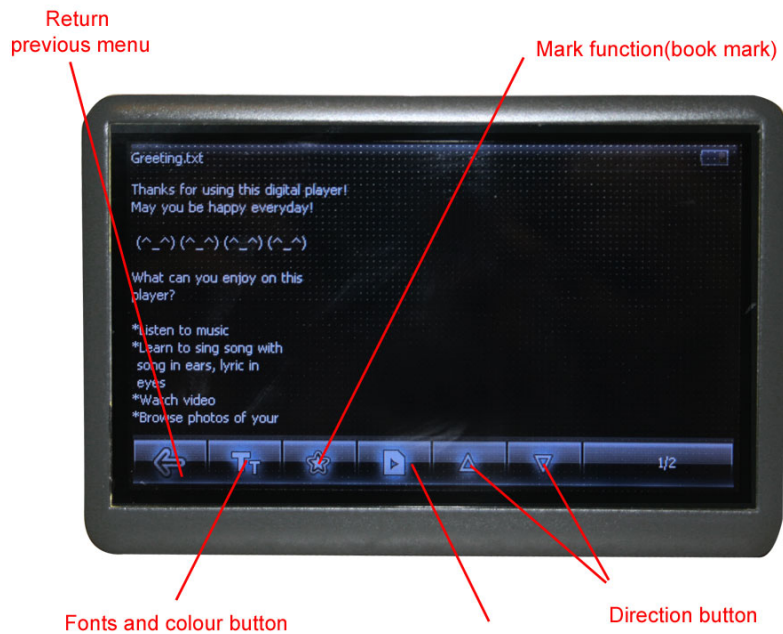 Return
previous menu
Mark function(book mark)
Greeting.txt
Thanks for using this digital player!
May you be happy everyday!
(^_^) (^_^) (^_^) (^_^)
What can you enjoy on this
player?
*Listen to music
*Learn to sing song with
song in ears, lyric in
eyes
*Watch video
*Browse photos of your
TT
1/2
Fonts and colour button
Direction button